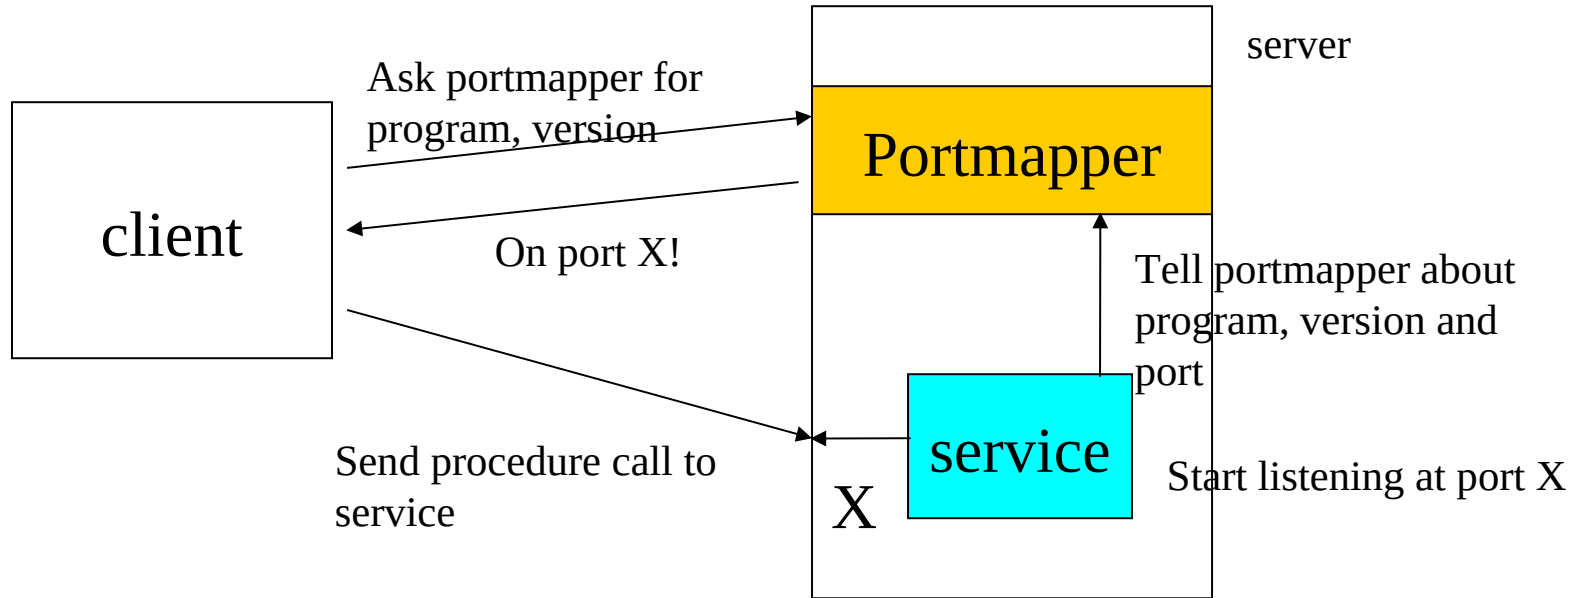 server
Ask portmapper for
program, version
Portmapper
client
On port X!
Tell portmapper about
program, version and
port
service
Send procedure call to
service
Start listening at port X
X